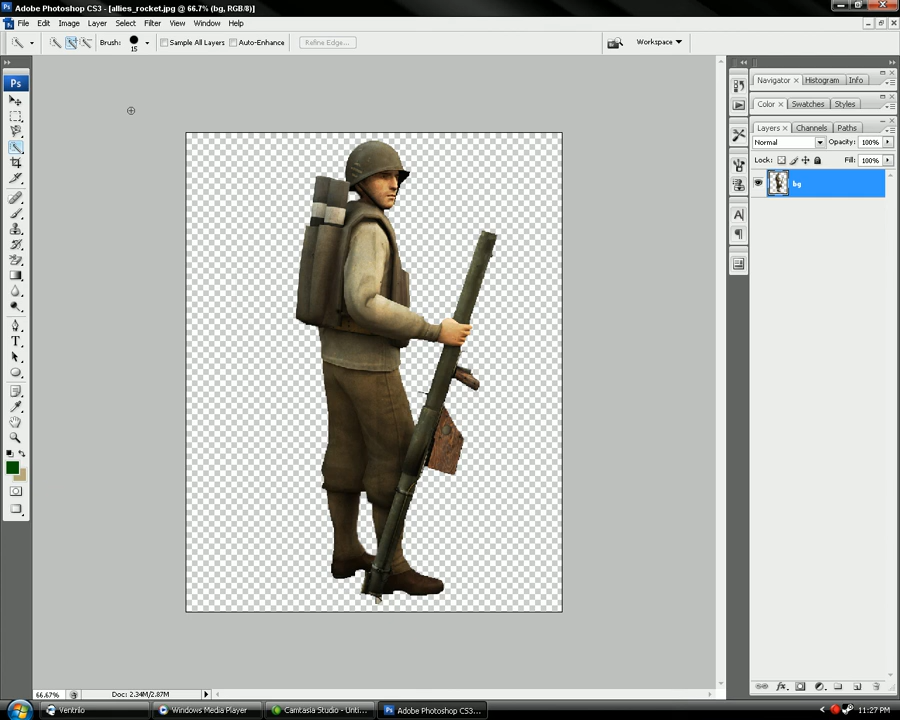 Adobe Photoshop CS3 - [allies_rocket.jpg @ 66.7% (bg, RGB/8)]
File Edit Image Layer Select Filter View Window Help
Brush: 15 Sample All Layers Auto-Enhance Refine Edge... Workspace
Ps
Navigator × Histogram Info
Color × Swatches Styles
Layers × Channels Paths
Normal Opacity: 100%
Lock: Fill: 100%
bg
T
A
66.67% Doc: 2.34M/2.87M
Ventrilo Windows Media Player Camtasia Studio - Unti... Adobe Photoshop CS3... 11:27 PM